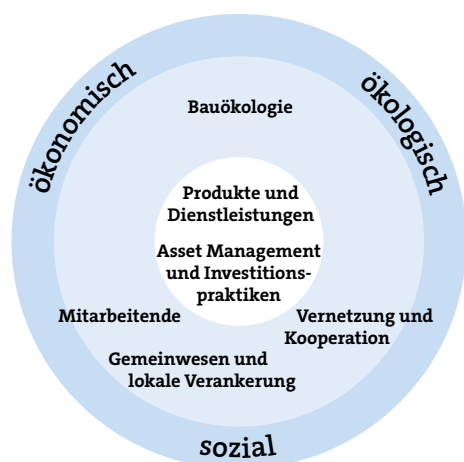 ökonomisch
ökologisch
Bauökologie
Produkte und
Dienstleistungen
Asset Management
und Investitions-
praktiken
Mitarbeitende
Vernetzung und
Kooperation
Gemeinwesen und
lokale Verankerung
sozial